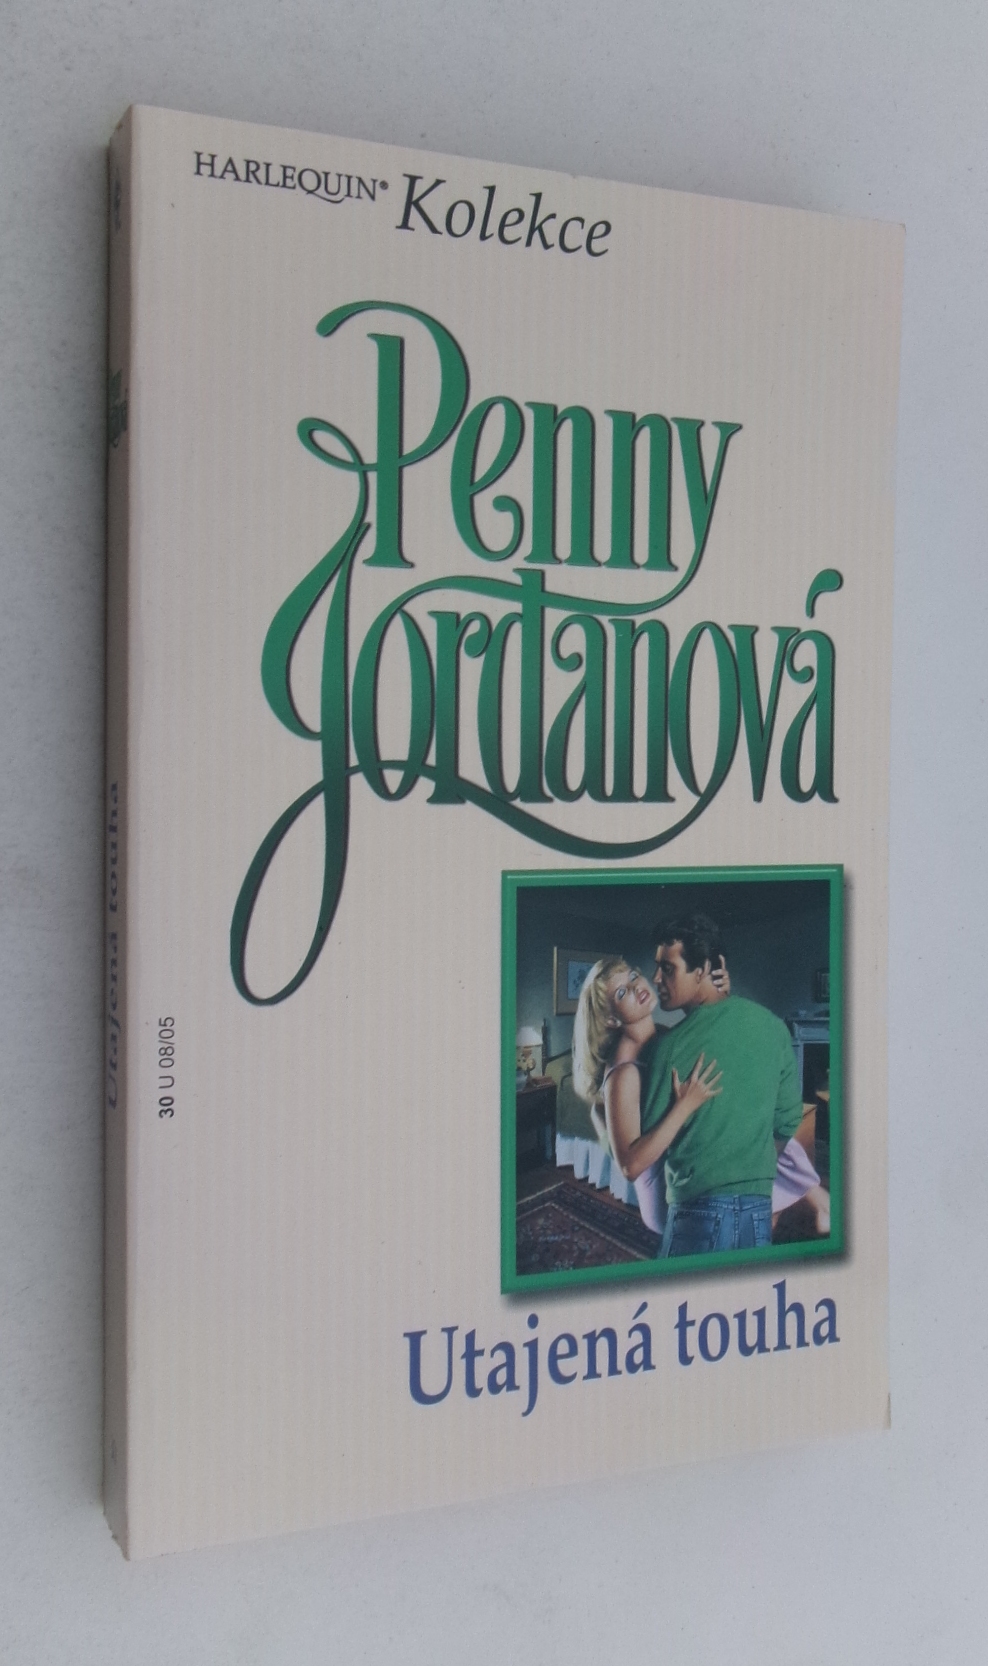 HARLEQUIN® Kolekce
Penny
Jordanová
Utajená touha
30 U 08/05
Utajená touha